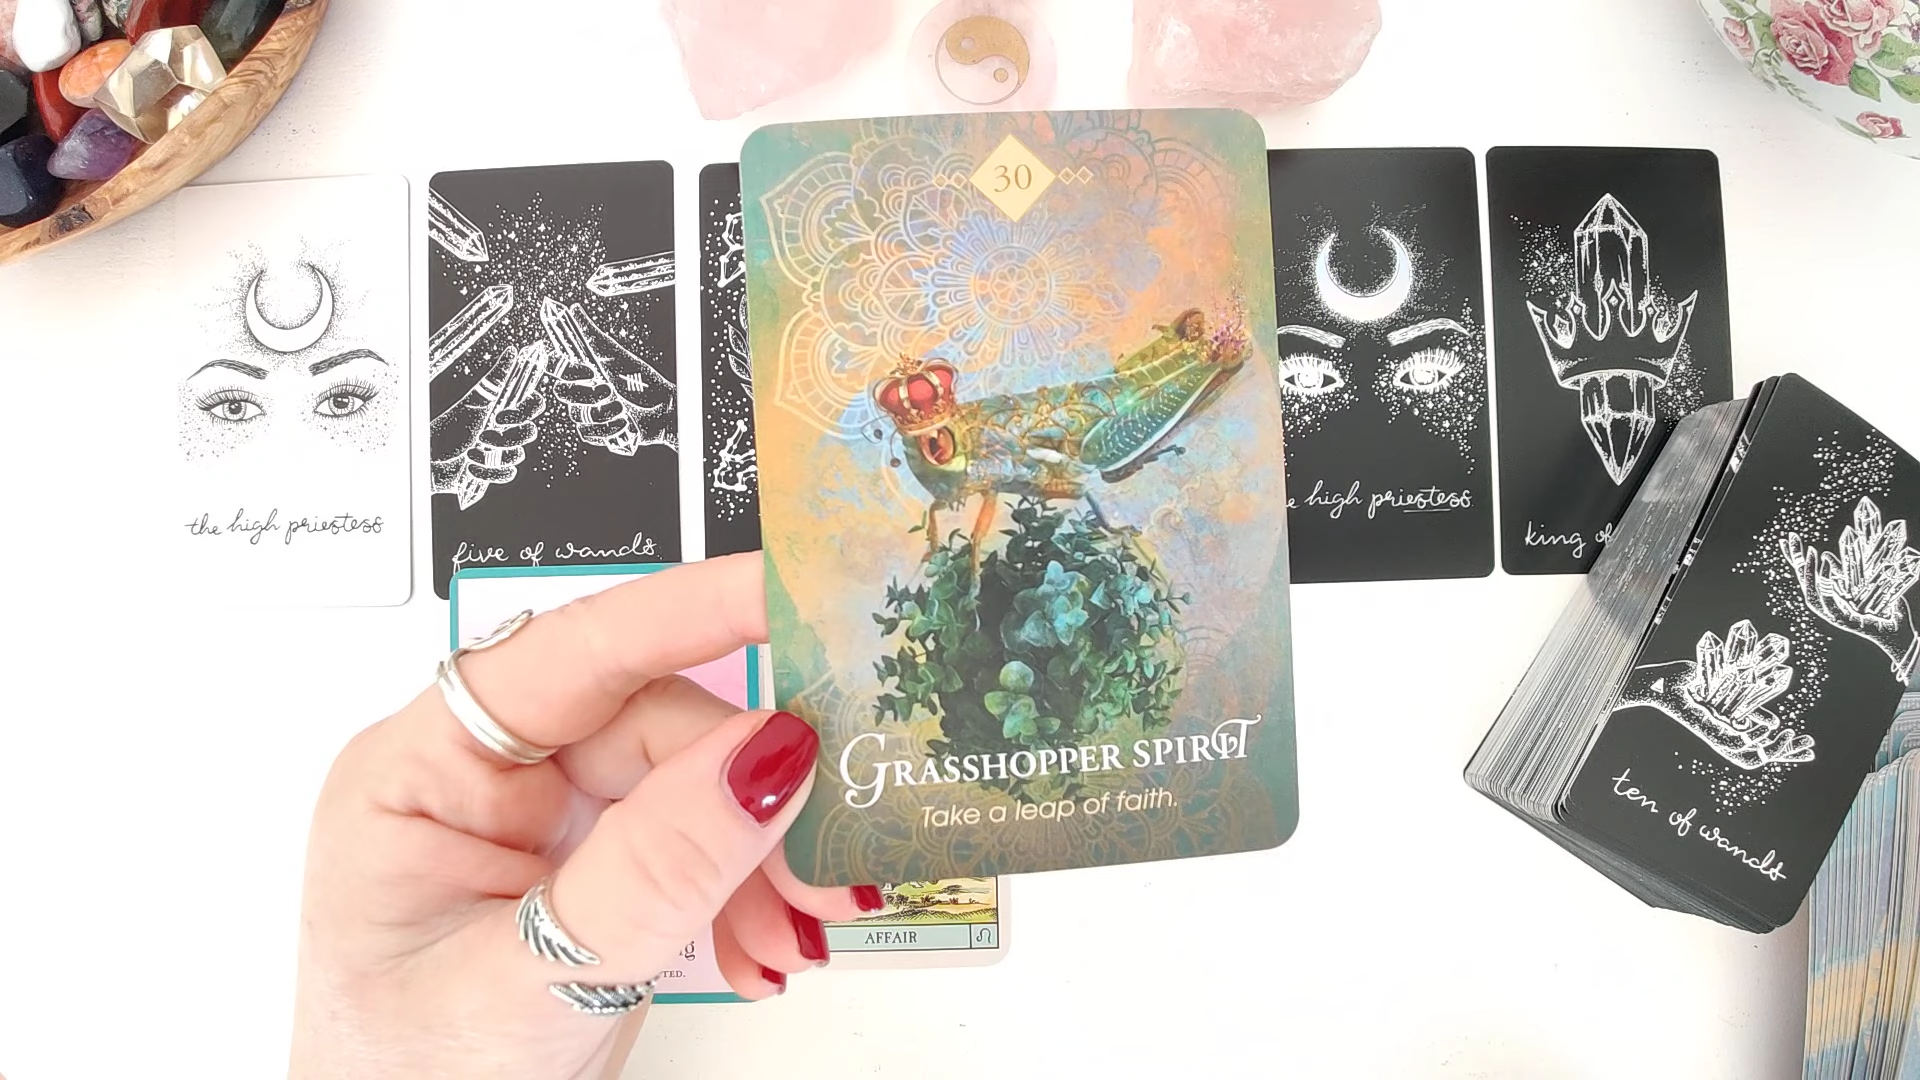 30
the high priestess
five of wands
high priestess
king of
GRASSHOPPER SPIRIT
Take a leap of faith.
ten of wands
AFFAIR